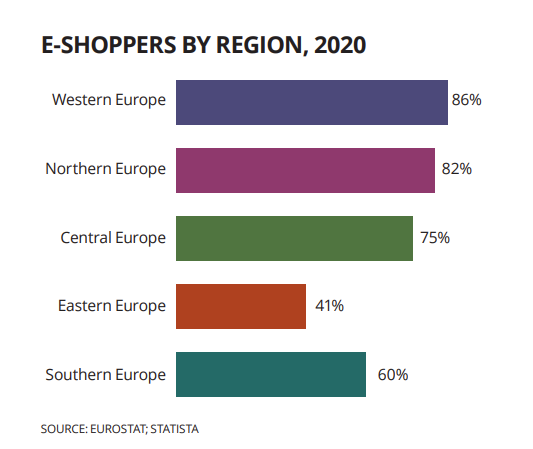 E-SHOPPERS BY REGION, 2020
Western Europe 86%
Northern Europe 82%
Central Europe 75%
Eastern Europe 41%
Southern Europe 60%
SOURCE: EUROSTAT; STATISTA